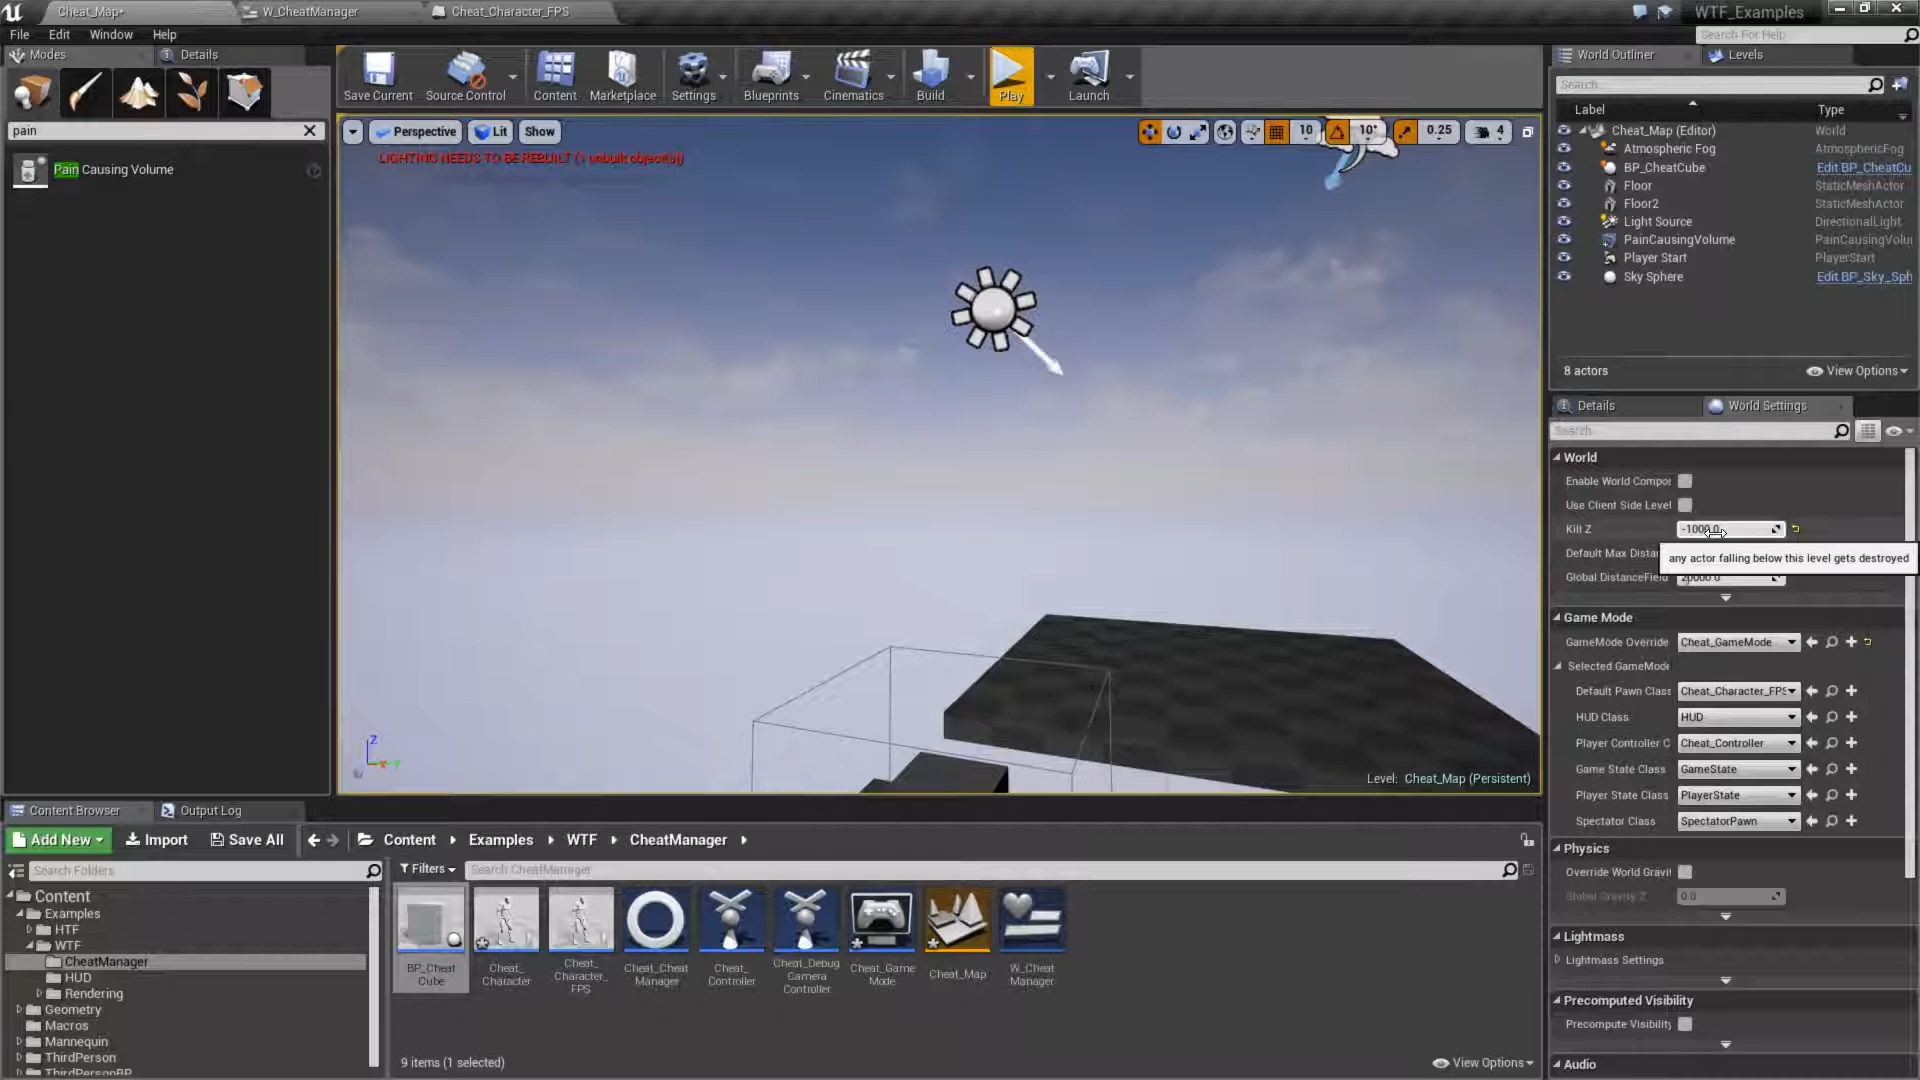 Cheat_Map*
W_CheatManager
Cheat_Character_FPS
WTF_Examples
File
Edit
Window
Help
Search For Help
Modes
Details
pain
Pain Causing Volume
Save Current
Source Control
Content
Marketplace
Settings
Blueprints
Cinematics
Build
Play
Launch
Perspective
Lit
Show
10
10°
0.25
4
LIGHTING NEEDS TO BE REBUILT (1 unbuilt object(s))
Z
X
Y
Level: Cheat_Map (Persistent)
World Outliner
Levels
Search...
Label
Type
Cheat_Map (Editor)
World
Atmospheric Fog
AtmosphericFog
BP_CheatCube
Edit BP_CheatCu
Floor
StaticMeshActor
Floor2
StaticMeshActor
Light Source
DirectionalLight
PainCausingVolume
PainCausingVolu
Player Start
PlayerStart
Sky Sphere
Edit BP_Sky_Sph
8 actors
View Options
Details
World Settings
Search
World
Enable World Compos
Use Client Side Level
Kill Z
-1000.0
Default Max Distan
any actor falling below this level gets destroyed
Global DistanceField
20000.0
Game Mode
GameMode Override
Cheat_GameMode
Selected GameMode
Default Pawn Class
Cheat_Character_FPS
HUD Class
HUD
Player Controller C
Cheat_Controller
Game State Class
GameState
Player State Class
PlayerState
Spectator Class
SpectatorPawn
Physics
Override World Gravit
Global Gravity Z
0.0
Lightmass
Lightmass Settings
Precomputed Visibility
Precompute Visibility
Audio
Content Browser
Output Log
Add New
Import
Save All
Content
Examples
WTF
CheatManager
Search Folders
Filters
Search CheatManager
Content
Examples
HTF
WTF
CheatManager
HUD
Rendering
Geometry
Macros
Mannequin
ThirdPerson
ThirdPersonBP
BP_Cheat
Cube
Cheat_
Character
Cheat_
Character_
FPS
Cheat_Cheat
Manager
Cheat_
Controller
Cheat_Debug
Camera
Controller
Cheat_Game
Mode
Cheat_Map
W_Cheat
Manager
9 items (1 selected)
View Options